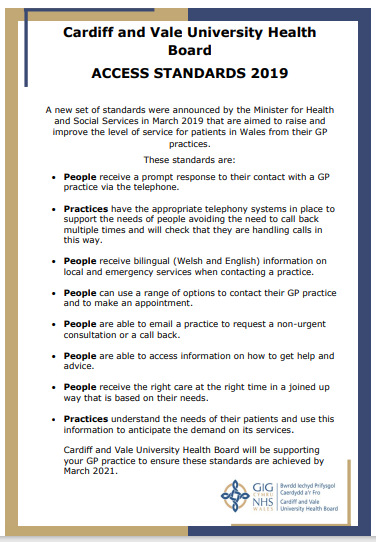 Cardiff and Vale University Health
Board
ACCESS STANDARDS 2019
A new set of standards were announced by the Minister for Health
and Social Services in March 2019 that are aimed to raise and
improve the level of service for patients in Wales from their GP
practices.
These standards are:
• People receive a prompt response to their contact with a GP
practice via the telephone.
• Practices have the appropriate telephony systems in place to
support the needs of people avoiding the need to call back
multiple times and will check that they are handling calls in
this way.
• People receive bilingual (Welsh and English) information on
local and emergency services when contacting a practice.
• People can use a range of options to contact their GP practice
and to make an appointment.
• People are able to email a practice to request a non-urgent
consultation or a call back.
• People are able to access information on how to get help and
advice.
• People receive the right care at the right time in a joined up
way that is based on their needs.
• Practices understand the needs of their patients and use this
information to anticipate the demand on its services.
Cardiff and Vale University Health Board will be supporting
your GP practice to ensure these standards are achieved by
March 2021.
GIG
CYMRU
NHS
WALES
Bwrdd Iechyd Prifysgol
Caerdydd a'r Fro
Cardiff and Vale
University Health Board